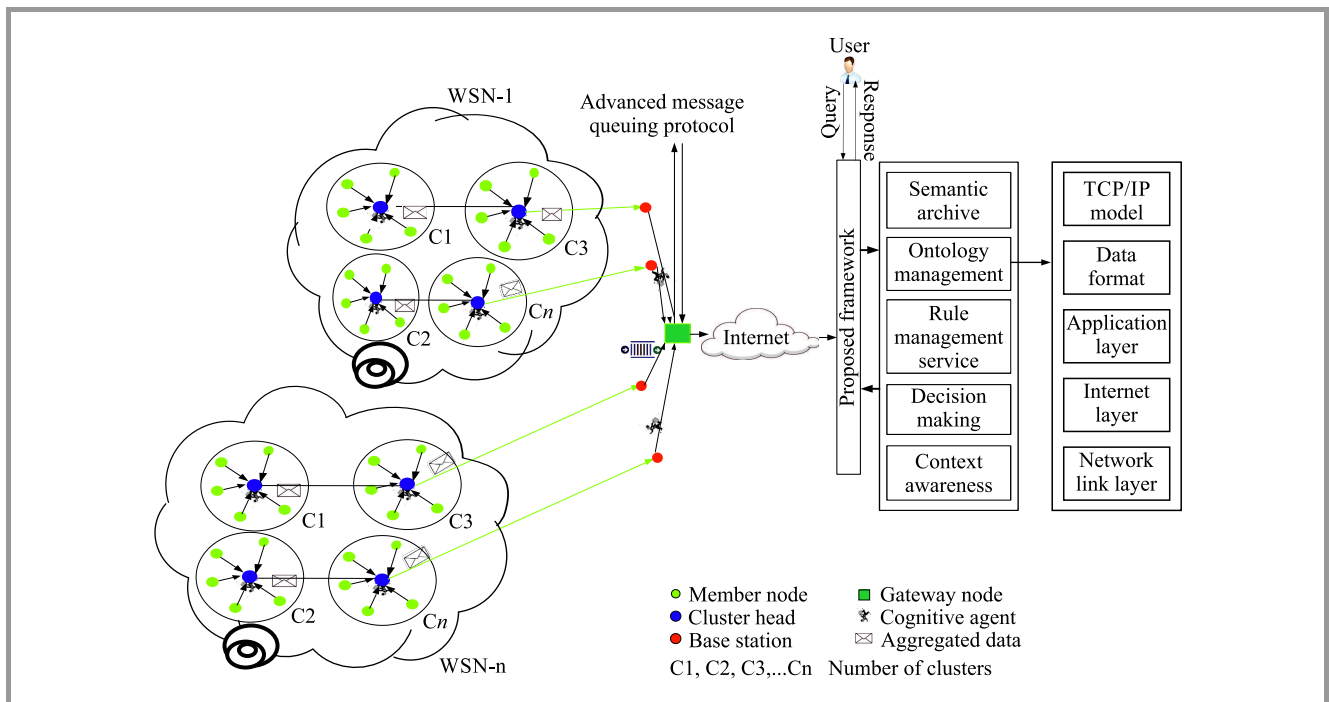 User
WSN-1
Advanced message
queuing protocol
Query
Response
C1
C3
C2
Cn
Internet
Proposed framework
Semantic
archive
Ontology
management
Rule
management
service
Decision
making
Context
awareness
TCP/IP
model
Data
format
Application
layer
Internet
layer
Network
link layer
C1
C3
C2
Cn
WSN-n
Member node
Cluster head
Base station
Gateway node
Cognitive agent
Aggregated data
C1, C2, C3,...Cn Number of clusters